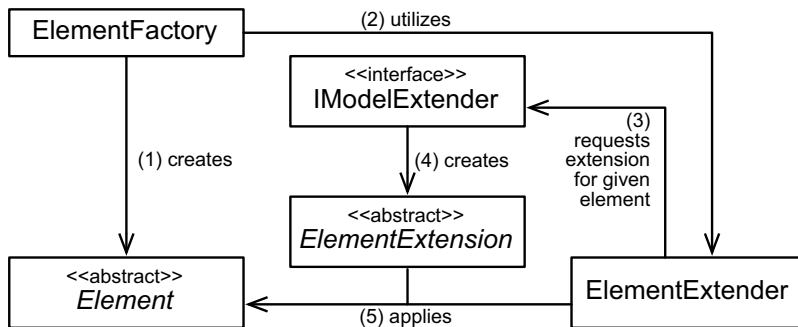 ElementFactory
(2) utilizes
<<interface>>
IModelExtender
(1) creates
(4) creates
(3)
requests
extension
for given
element
<<abstract>>
ElementExtension
<<abstract>>
Element
(5) applies
ElementExtender